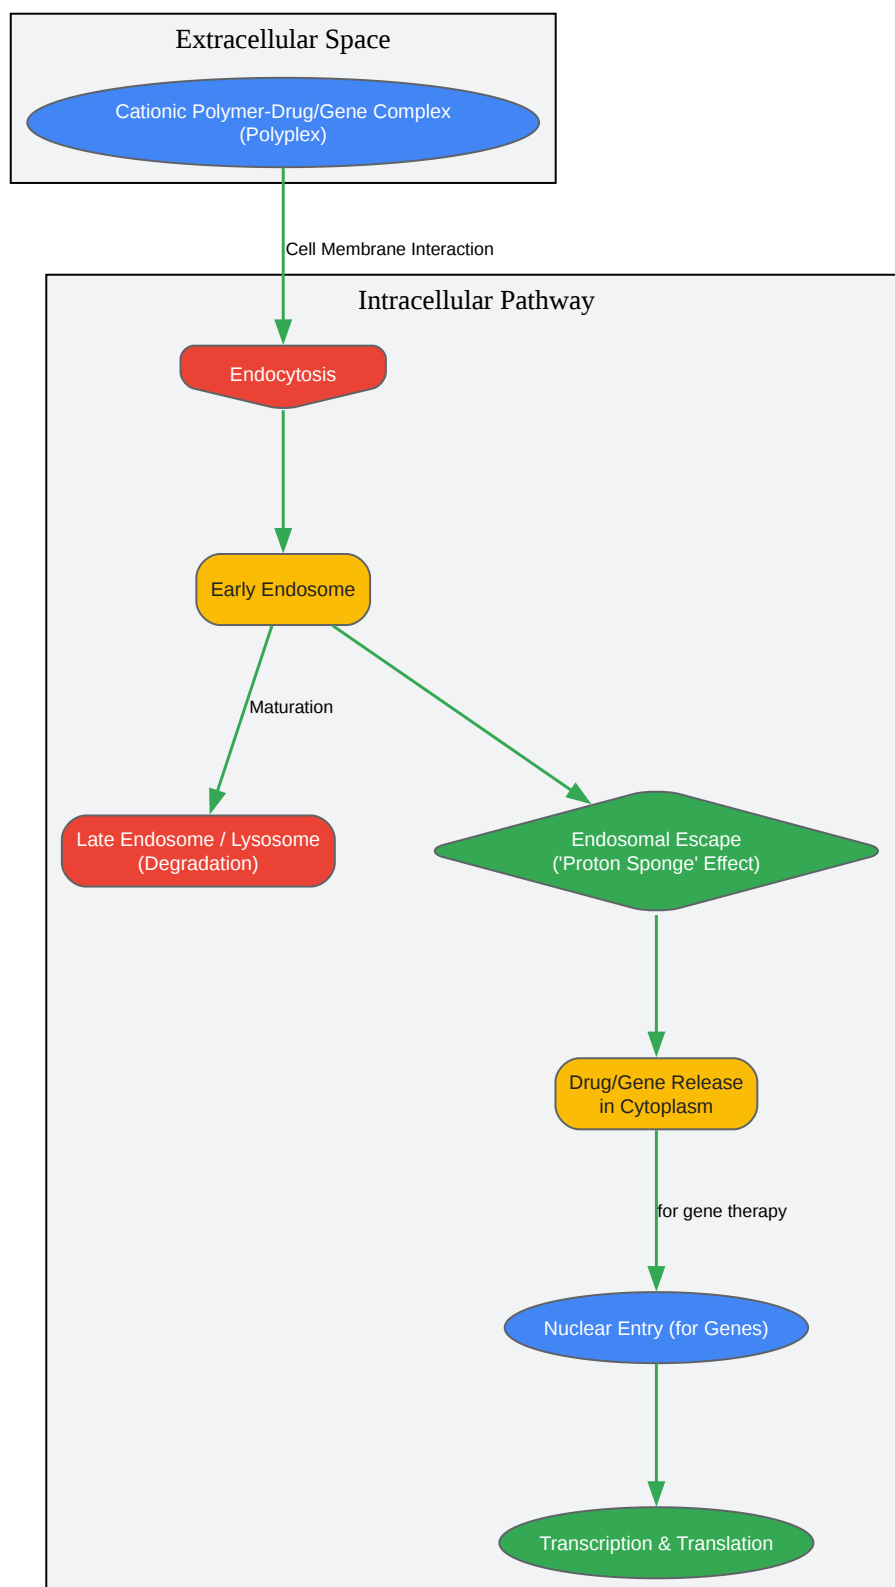 Extracellular Space
Cationic Polymer-Drug/Gene Complex
(Polyplex)
Cell Membrane Interaction
Intracellular Pathway
Endocytosis
Early Endosome
Maturation
Late Endosome / Lysosome
(Degradation)
Endosomal Escape
('Proton Sponge' Effect)
Drug/Gene Release
in Cytoplasm
for gene therapy
Nuclear Entry (for Genes)
Transcription & Translation